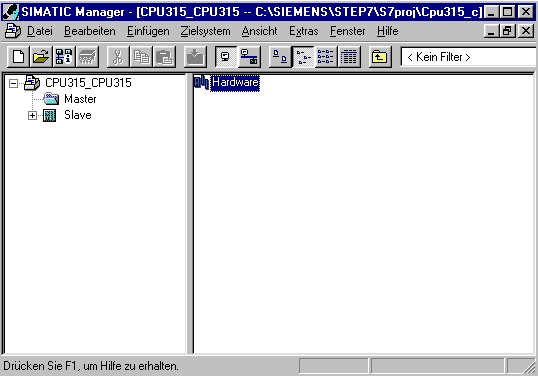 SIMATIC Manager - [CPU315_CPU315 -- C:\SIEMENS\STEP7\S7proj\Cpu315_c]
Datei Bearbeiten Einfügen Zielsystem Ansicht Extras Fenster Hilfe
< Kein Filter >
CPU315_CPU315
Master
Slave
Hardware
Drücken Sie F1, um Hilfe zu erhalten.